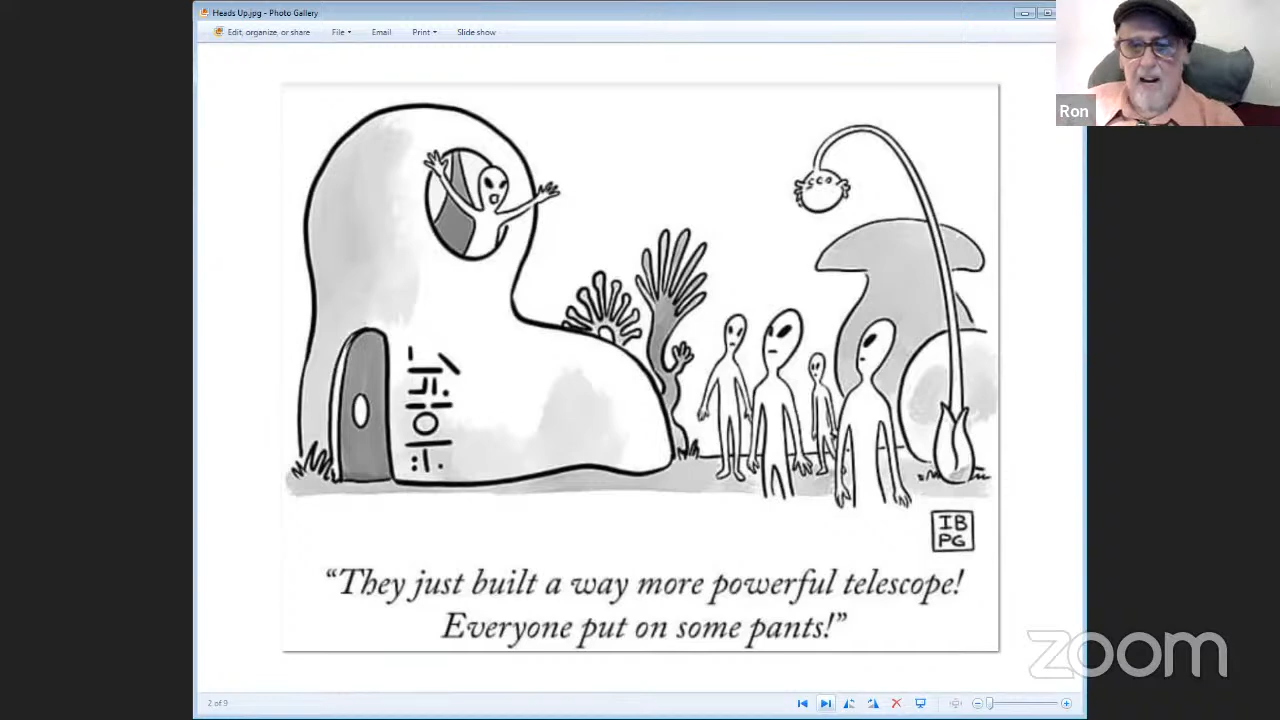 Heads Up.jpg - Photo Gallery
Edit, organize, or share File Email Print Slide show
Ron
IB
PG
“They just built a way more powerful telescope!
Everyone put on some pants!”
zoom
2 of 9